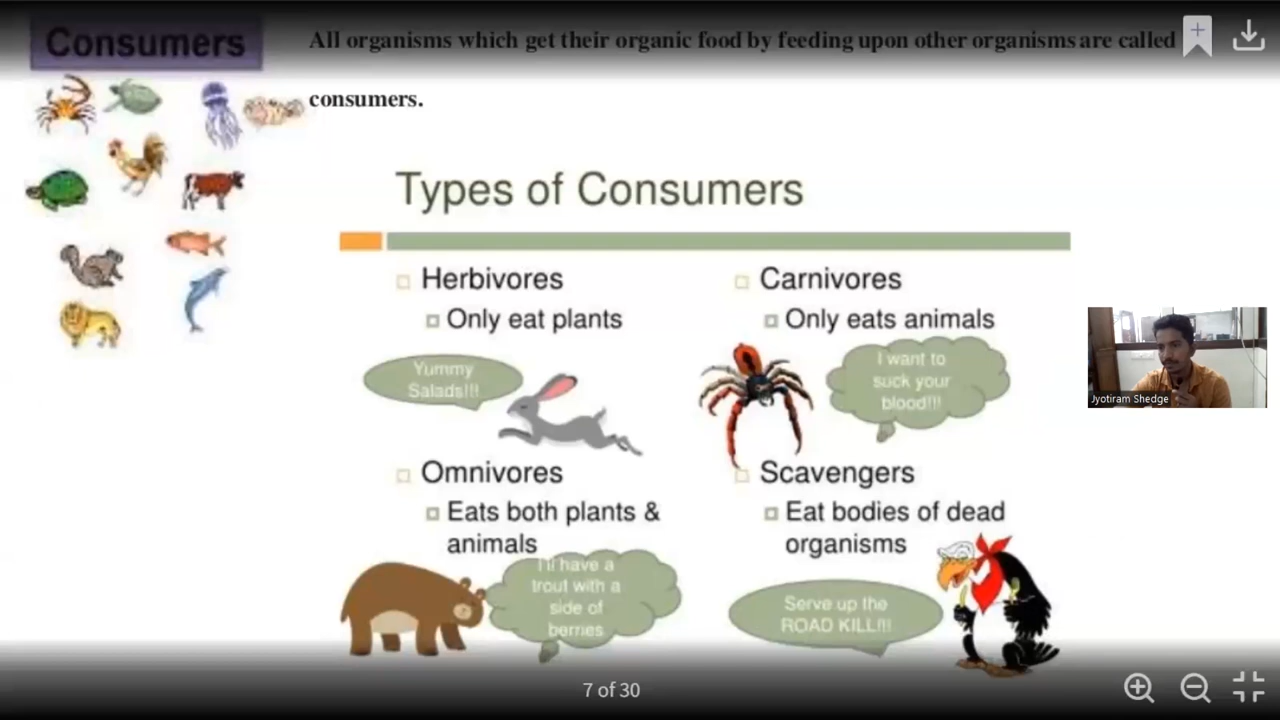 Consumers
All organisms which get their organic food by feeding upon other organisms are called
consumers.
Types of Consumers
Herbivores
Only eat plants
Yummy
Salads!!!
Carnivores
Only eats animals
I want to
suck your
blood!!!
Omnivores
Eats both plants &
animals
I'll have a
trout with a
side of
berries
Scavengers
Eat bodies of dead
organisms
Serve up the
ROAD KILL!!!
Jyotiram Shedge
7 of 30